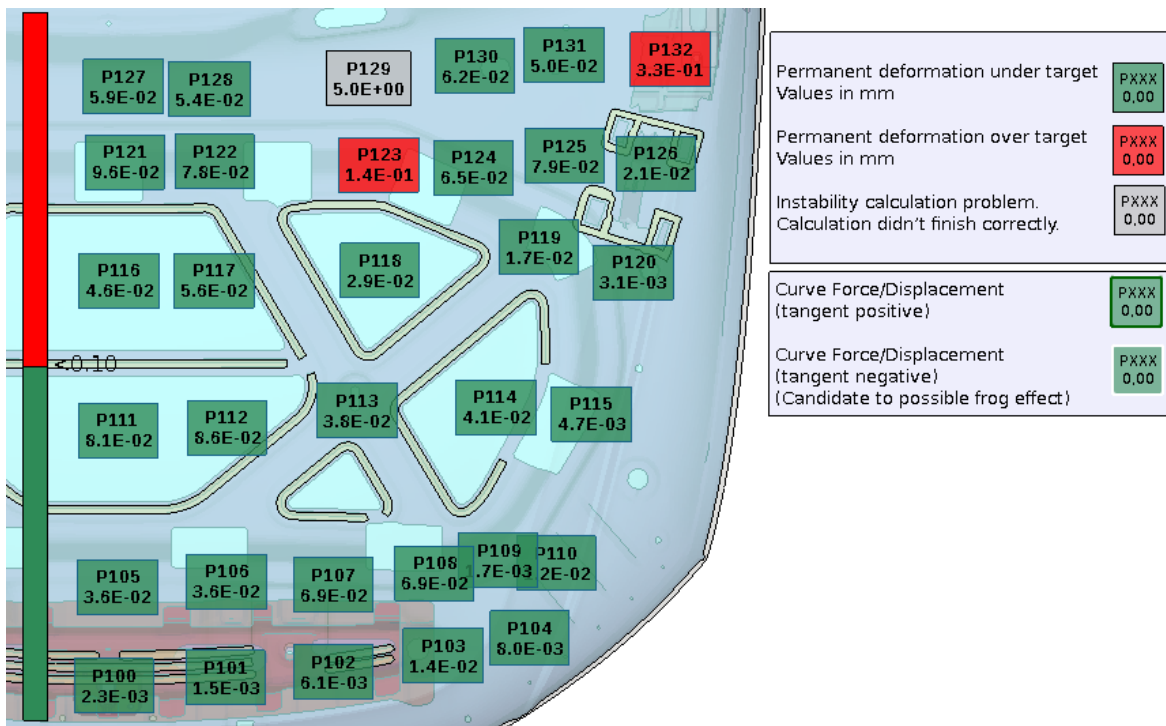 P127
5.9E-02
P128
5.4E-02
P129
5.0E+00
P130
6.2E-02
P131
5.0E-02
P132
3.3E-01
P121
9.6E-02
P122
7.8E-02
P123
1.4E-01
P124
6.5E-02
P125
7.9E-02
P126
2.1E-02
P116
4.6E-02
P117
5.6E-02
P118
2.9E-02
P119
1.7E-02
P120
3.1E-03
<0.10
P111
8.1E-02
P112
8.6E-02
P113
3.8E-02
P114
4.1E-02
P115
4.7E-03
P105
3.6E-02
P106
3.6E-02
P107
6.9E-02
P108
6.9E-02
P109
1.7E-03
P110
P100
2.3E-03
P101
1.5E-03
P102
6.1E-03
P103
1.4E-02
P104
8.0E-03
Permanent deformation under target
Values in mm
PXXX
0,00
Permanent deformation over target
Values in mm
PXXX
0,00
Instability calculation problem.
Calculation didn't finish correctly.
PXXX
0,00
Curve Force/Displacement
(tangent positive)
PXXX
0,00
Curve Force/Displacement
(tangent negative)
(Candidate to possible frog effect)
PXXX
0,00